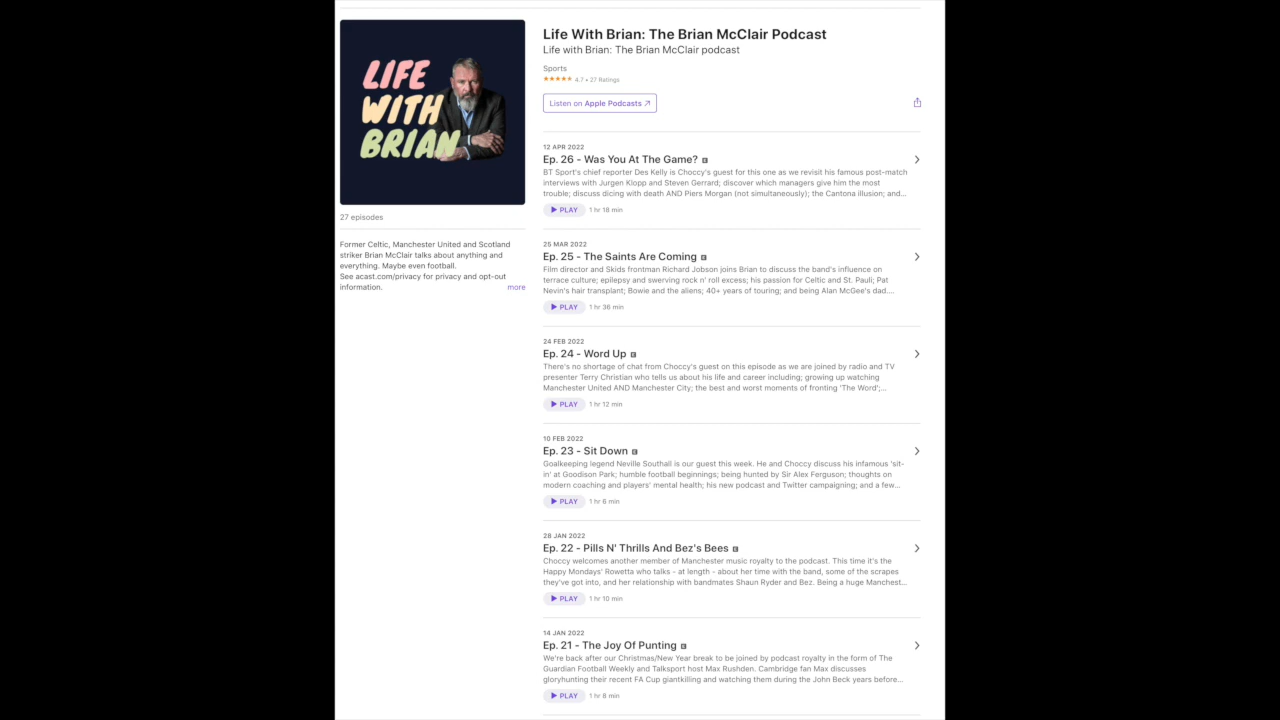 LIFE
WITH
BRIAN
27 episodes
Former Celtic, Manchester United and Scotland
striker Brian McClair talks about anything and
everything. Maybe even football.
See acast.com/privacy for privacy and opt-out
information.
more
Life With Brian: The Brian McClair Podcast
Life with Brian: The Brian McClair podcast
Sports
★★★★★ 4.7 • 27 Ratings
Listen on Apple Podcasts ↗
12 APR 2022
Ep. 26 - Was You At The Game? E
BT Sport's chief reporter Des Kelly is Choccy's guest for this one as we revisit his famous post-match
interviews with Jurgen Klopp and Steven Gerrard; discover which managers give him the most
trouble; discuss dicing with death AND Piers Morgan (not simultaneously); the Cantona illusion; and...
PLAY 1 hr 18 min
25 MAR 2022
Ep. 25 - The Saints Are Coming E
Film director and Skids frontman Richard Jobson joins Brian to discuss the band's influence on
terrace culture; epilepsy and swerving rock n' roll excess; his passion for Celtic and St. Pauli; Pat
Nevin's hair transplant; Bowie and the aliens; 40+ years of touring; and being Alan McGee's dad....
PLAY 1 hr 36 min
24 FEB 2022
Ep. 24 - Word Up E
There's no shortage of chat from Choccy's guest on this episode as we are joined by radio and TV
presenter Terry Christian who tells us about his life and career including; growing up watching
Manchester United AND Manchester City; the best and worst moments of fronting 'The Word';...
PLAY 1 hr 12 min
10 FEB 2022
Ep. 23 - Sit Down E
Goalkeeping legend Neville Southall is our guest this week. He and Choccy discuss his infamous 'sit-
in' at Goodison Park; humble football beginnings; being hunted by Sir Alex Ferguson; thoughts on
modern coaching and players' mental health; his new podcast and Twitter campaigning; and a few...
PLAY 1 hr 6 min
28 JAN 2022
Ep. 22 - Pills N' Thrills And Bez's Bees E
Choccy welcomes another member of Manchester music royalty to the podcast. This time it's the
Happy Mondays' Rowetta who talks - at length - about her time with the band, some of the scrapes
they've got into, and her relationship with bandmates Shaun Ryder and Bez. Being a huge Manchest...
PLAY 1 hr 10 min
14 JAN 2022
Ep. 21 - The Joy Of Punting E
We're back after our Christmas/New Year break to be joined by podcast royalty in the form of The
Guardian Football Weekly and Talksport host Max Rushden. Cambridge fan Max discusses
gloryhunting their recent FA Cup giantkilling and watching them during the John Beck years before...
PLAY 1 hr 8 min